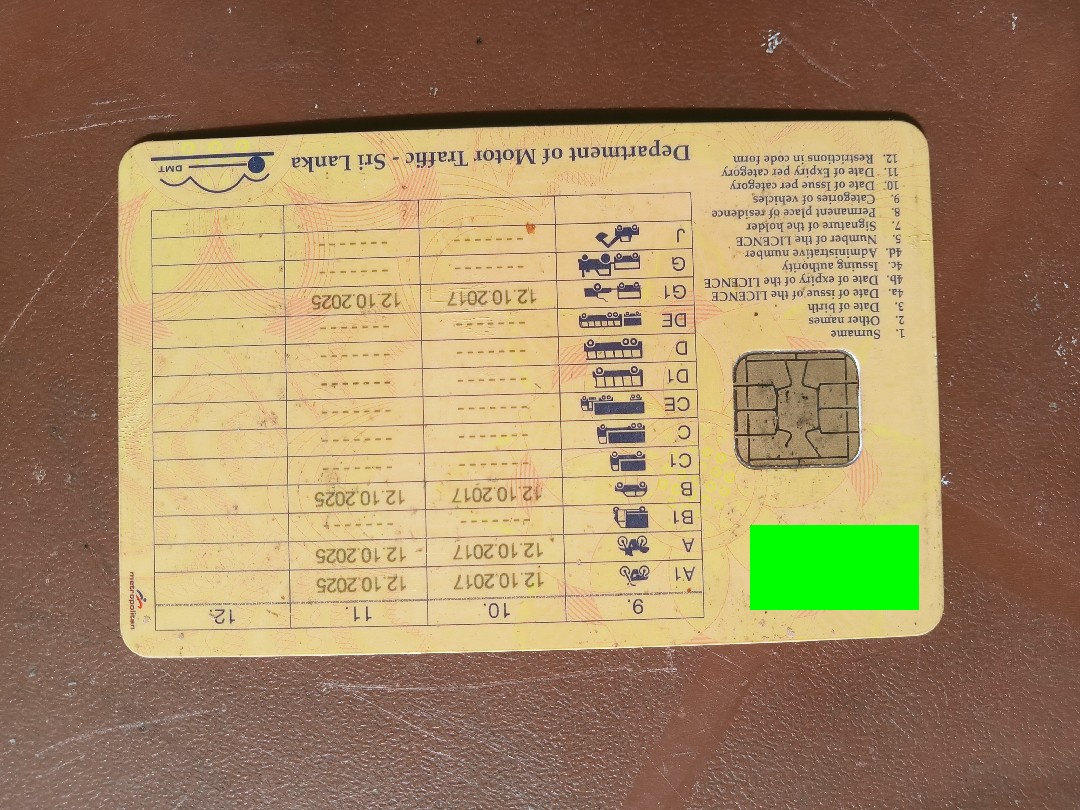 9. 10. 11. 12.
A1 12.10.2017 12.10.2025
A 12.10.2017 12.10.2025
B1 ------ ------
B 12.10.2017 12.10.2025
C1 ------ ------
C ------ ------
CE ------ ------
D1 ------ ------
D ------ ------
DE ------ ------
G1 12.10.2017 12.10.2025
G ------ ------
J ------ ------
Department of Motor Traffic - Sri Lanka
DMT
metropolitan
1. Surname
2. Other names
3. Date of birth
4a. Date of issue of the LICENCE
4b. Date of expiry of the LICENCE
4c. Issuing authority
4d. Administrative number
5. Number of the LICENCE
7. Signature of the holder
8. Permanent place of residence
9. Categories of vehicles
10. Date of Issue per category
11. Date of expiry per category
12. Restrictions in code form